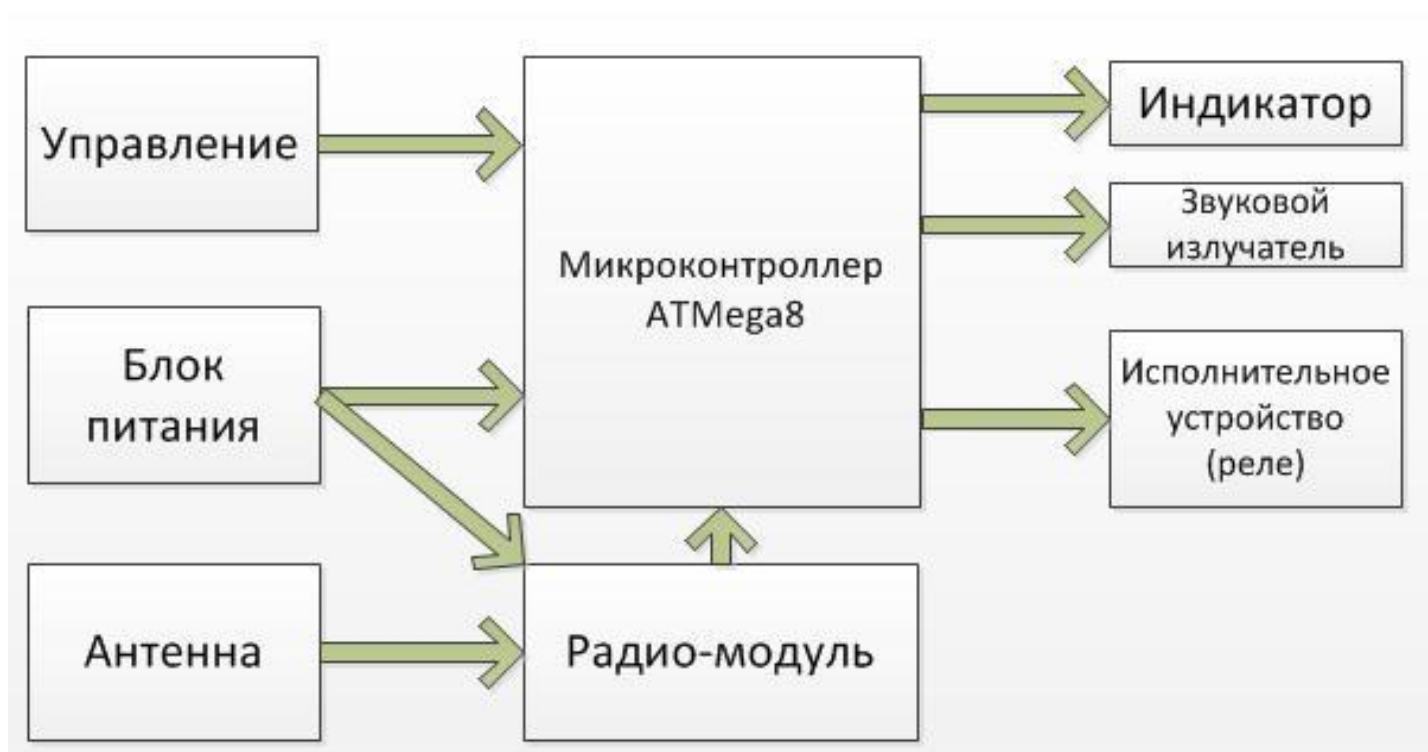 Управление
Индикатор
Звуковой
излучатель
Микроконтроллер
ATMega8
Блок
питания
Исполнительное
устройство
(реле)
Антенна
Радио-модуль